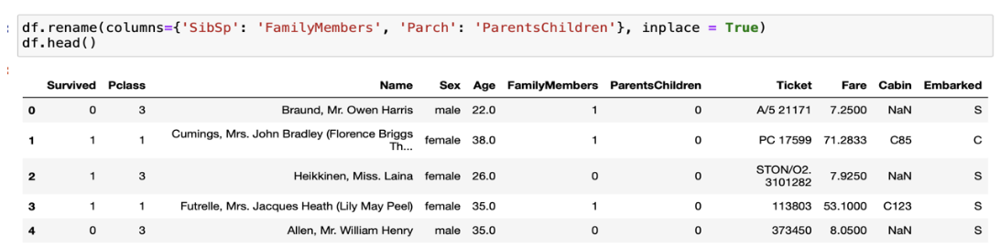 df.rename(columns={'SibSp': 'FamilyMembers', 'Parch': 'ParentsChildren'}, inplace = True)
df.head()
Survived Pclass Name Sex Age FamilyMembers ParentsChildren Ticket Fare Cabin Embarked
0 0 3 Braund, Mr. Owen Harris male 22.0 1 0 A/5 21171 7.2500 NaN S
1 1 1 Cumings, Mrs. John Bradley (Florence Briggs Th... female 38.0 1 0 PC 17599 71.2833 C85 C
2 1 3 Heikkinen, Miss. Laina female 26.0 0 0 STON/O2. 3101282 7.9250 NaN S
3 1 1 Futrelle, Mrs. Jacques Heath (Lily May Peel) female 35.0 1 0 113803 53.1000 C123 S
4 0 3 Allen, Mr. William Henry male 35.0 0 0 373450 8.0500 NaN S